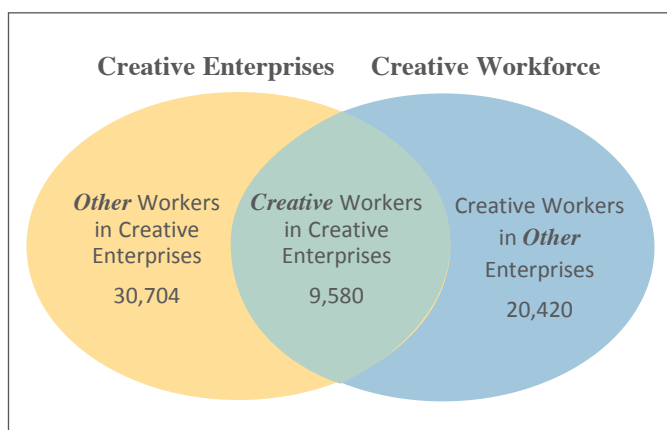 Creative Enterprises
Creative Workforce
Other Workers
in Creative
Enterprises
30,704
Creative Workers
in Creative
Enterprises
9,580
Creative Workers
in Other
Enterprises
20,420